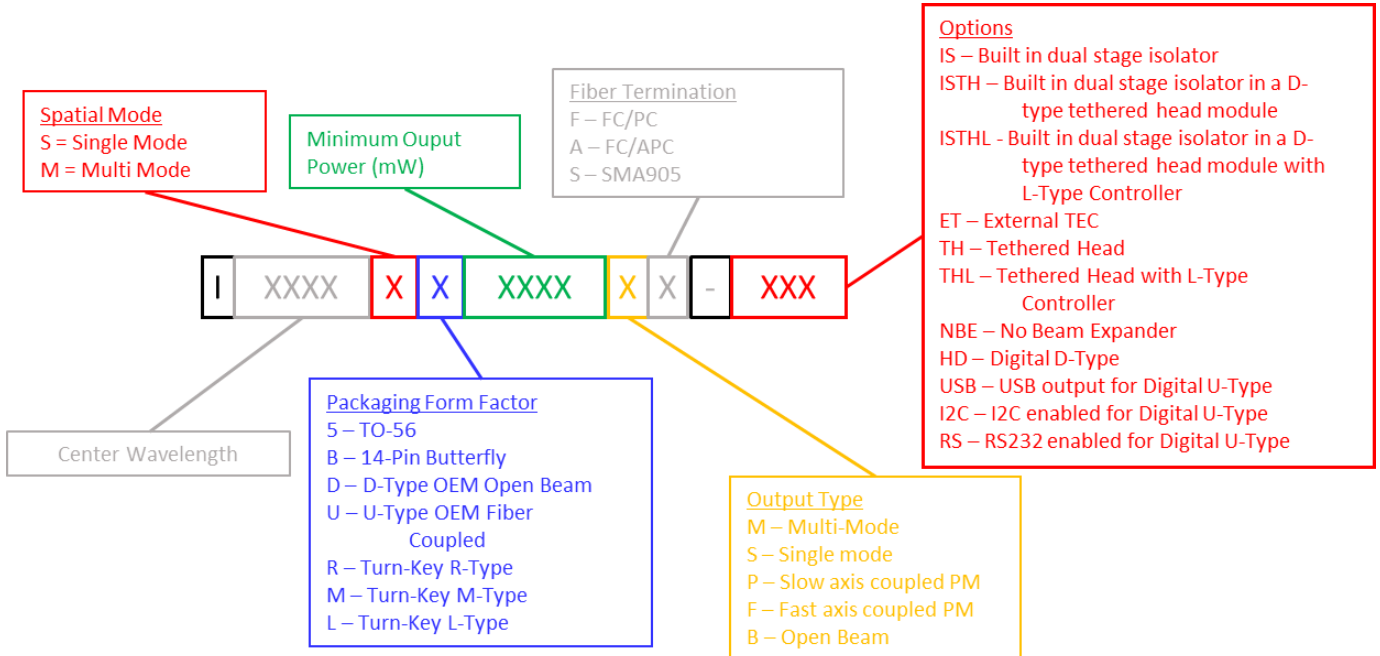 Options
IS – Built in dual stage isolator
ISTH – Built in dual stage isolator in a D-
type tethered head module
ISTHL - Built in dual stage isolator in a D-
type tethered head module with
L-Type Controller
ET – External TEC
TH – Tethered Head
THL – Tethered Head with L-Type
Controller
NBE – No Beam Expander
HD – Digital D-Type
USB – USB output for Digital U-Type
I2C – I2C enabled for Digital U-Type
RS – RS232 enabled for Digital U-Type
Fiber Termination
F – FC/PC
A – FC/APC
S – SMA905
Spatial Mode
S = Single Mode
M = Multi Mode
Minimum Ouput
Power (mW)
I XXXX X X XXXX X X - XXX
Center Wavelength
Packaging Form Factor
5 – TO-56
B – 14-Pin Butterfly
D – D-Type OEM Open Beam
U – U-Type OEM Fiber
Coupled
R – Turn-Key R-Type
M – Turn-Key M-Type
L – Turn-Key L-Type
Output Type
M – Multi-Mode
S – Single mode
P – Slow axis coupled PM
F – Fast axis coupled PM
B – Open Beam